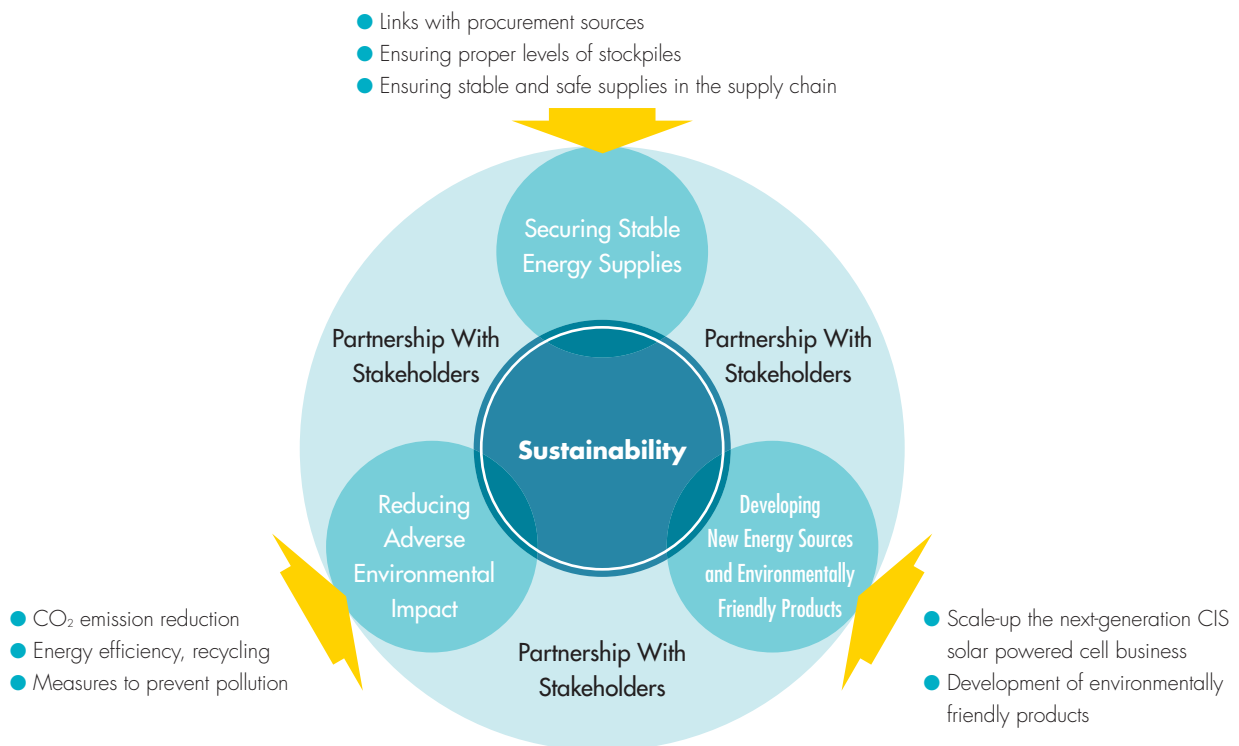 Links with procurement sources
Ensuring proper levels of stockpiles
Ensuring stable and safe supplies in the supply chain
Securing Stable
Energy Supplies
Partnership With
Stakeholders
Partnership With
Stakeholders
Sustainability
Reducing
Adverse
Environmental
Impact
Developing
New Energy Sources
and Environmentally
Friendly Products
CO₂ emission reduction
Energy efficiency, recycling
Measures to prevent pollution
Partnership With
Stakeholders
Scale-up the next-generation CIS
solar powered cell business
Development of environmentally
friendly products